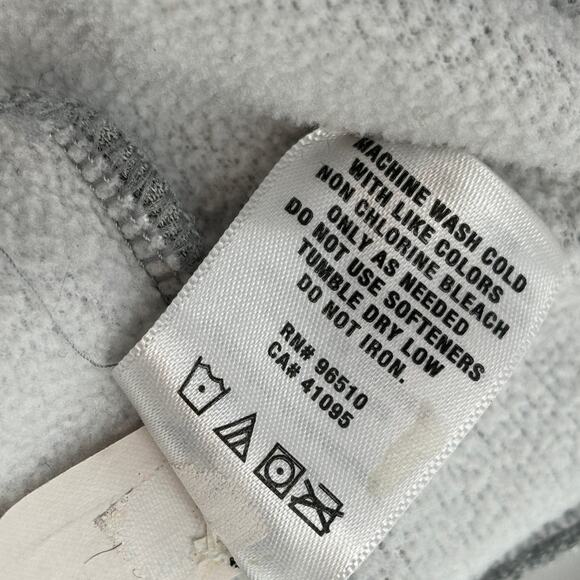 MACHINE WASH COLD
WITH LIKE COLORS
NON CHLORINE BLEACH
ONLY AS NEEDED
DO NOT USE SOFTENERS
TUMBLE DRY LOW
DO NOT IRON.
RN# 96510
CA# 41095